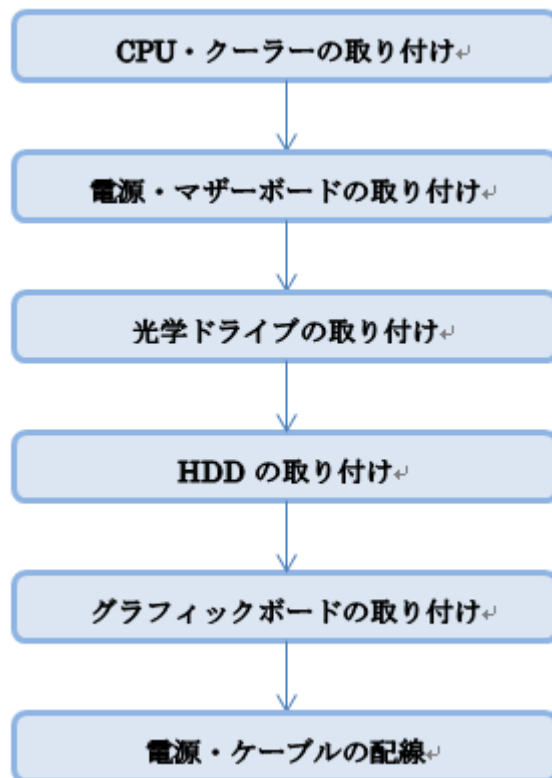 CPU・クーラーの取り付け
電源・マザーボードの取り付け
光学ドライブの取り付け
HDD の取り付け
グラフィックボードの取り付け
電源・ケーブルの配線